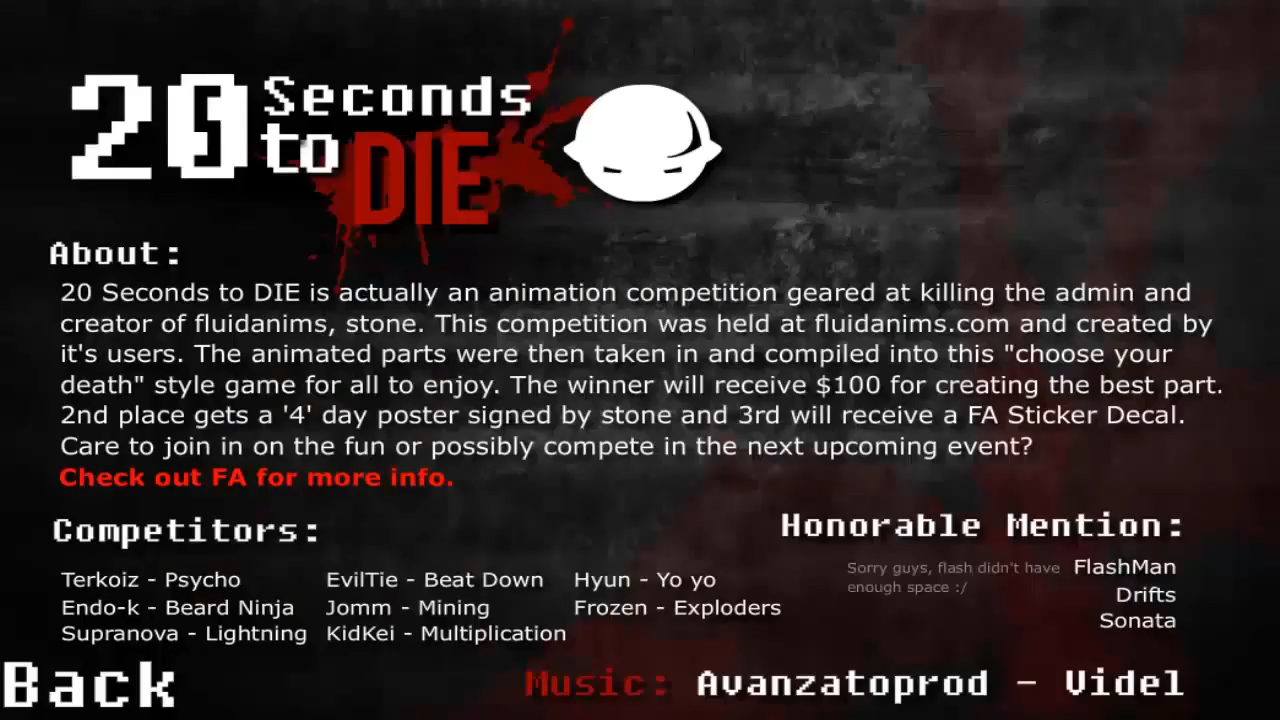 20 Seconds
to DIE
About:
20 Seconds to DIE is actually an animation competition geared at killing the admin and
creator of fluidanims, stone. This competition was held at fluidanims.com and created by
it's users. The animated parts were then taken in and compiled into this "choose your
death" style game for all to enjoy. The winner will receive $100 for creating the best part.
2nd place gets a '4' day poster signed by stone and 3rd will receive a FA Sticker Decal.
Care to join in on the fun or possibly compete in the next upcoming event?
Check out FA for more info.
Competitors:
Terkoiz - Psycho
Endo-k - Beard Ninja
Supranova - Lightning
EvilTie - Beat Down
Jomm - Mining
KidKei - Multiplication
Hyun - Yo yo
Frozen - Exploders
Honorable Mention:
Sorry guys, flash didn't have
enough space :/
FlashMan
Drifts
Sonata
Back
Music: Avanzatoprod - Videl